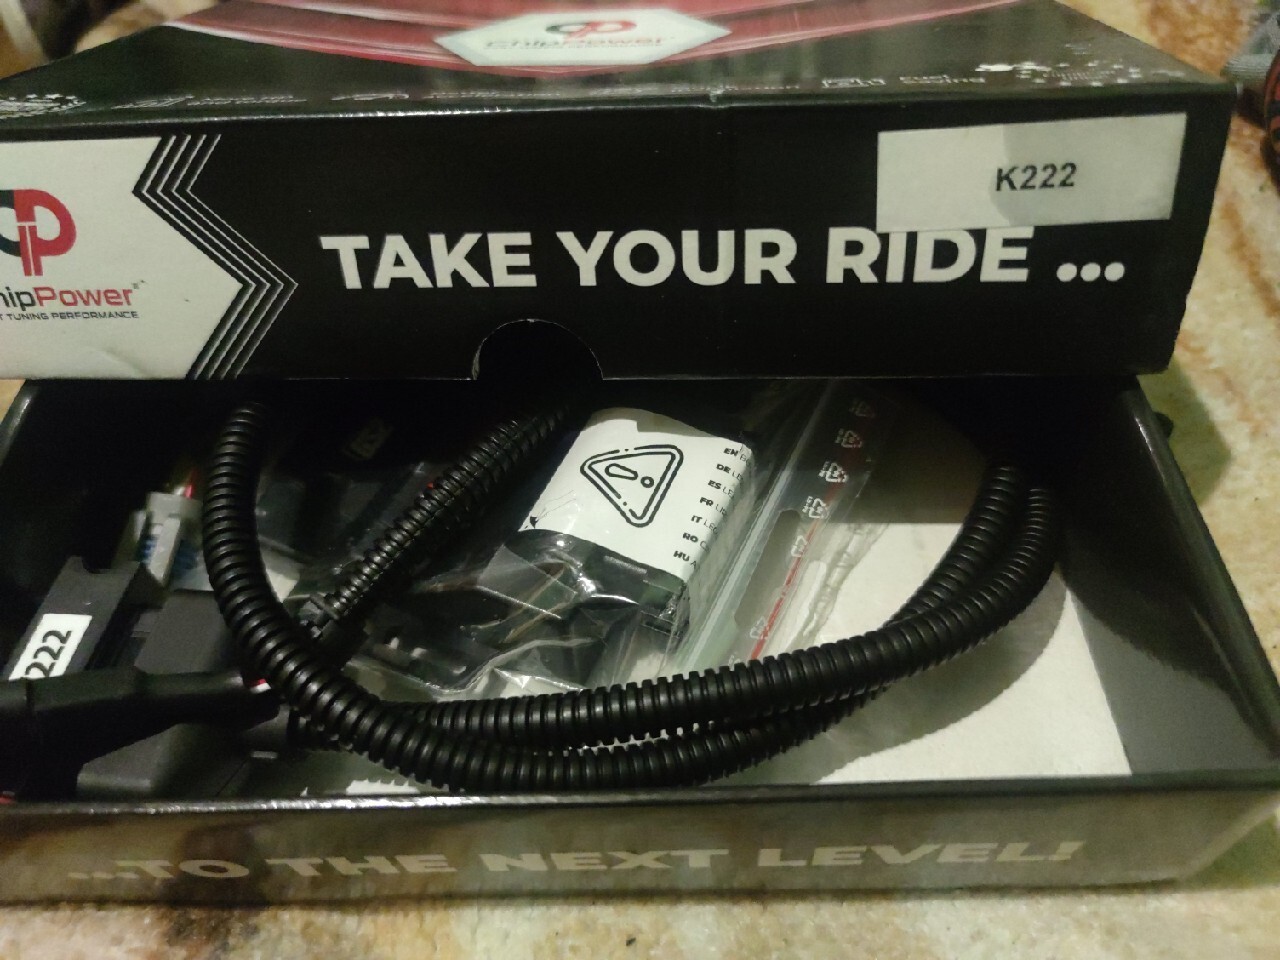 ChipPower
K222
TAKE YOUR RIDE ...
hipPower
T TUNING PERFORMANCE
EN
DE
ES
FR
IT
RO
HU
222
...TO THE NEXT LEVEL!